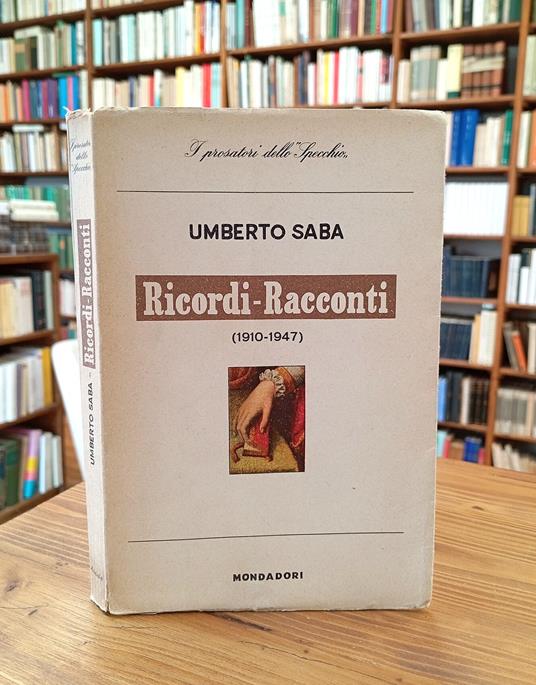 I prosatori dello "Specchio„
UMBERTO SABA
Ricordi-Racconti
(1910-1947)
MONDADORI
I prosatori
dello
"Specchio„
UMBERTO SABA - Ricordi-Racconti